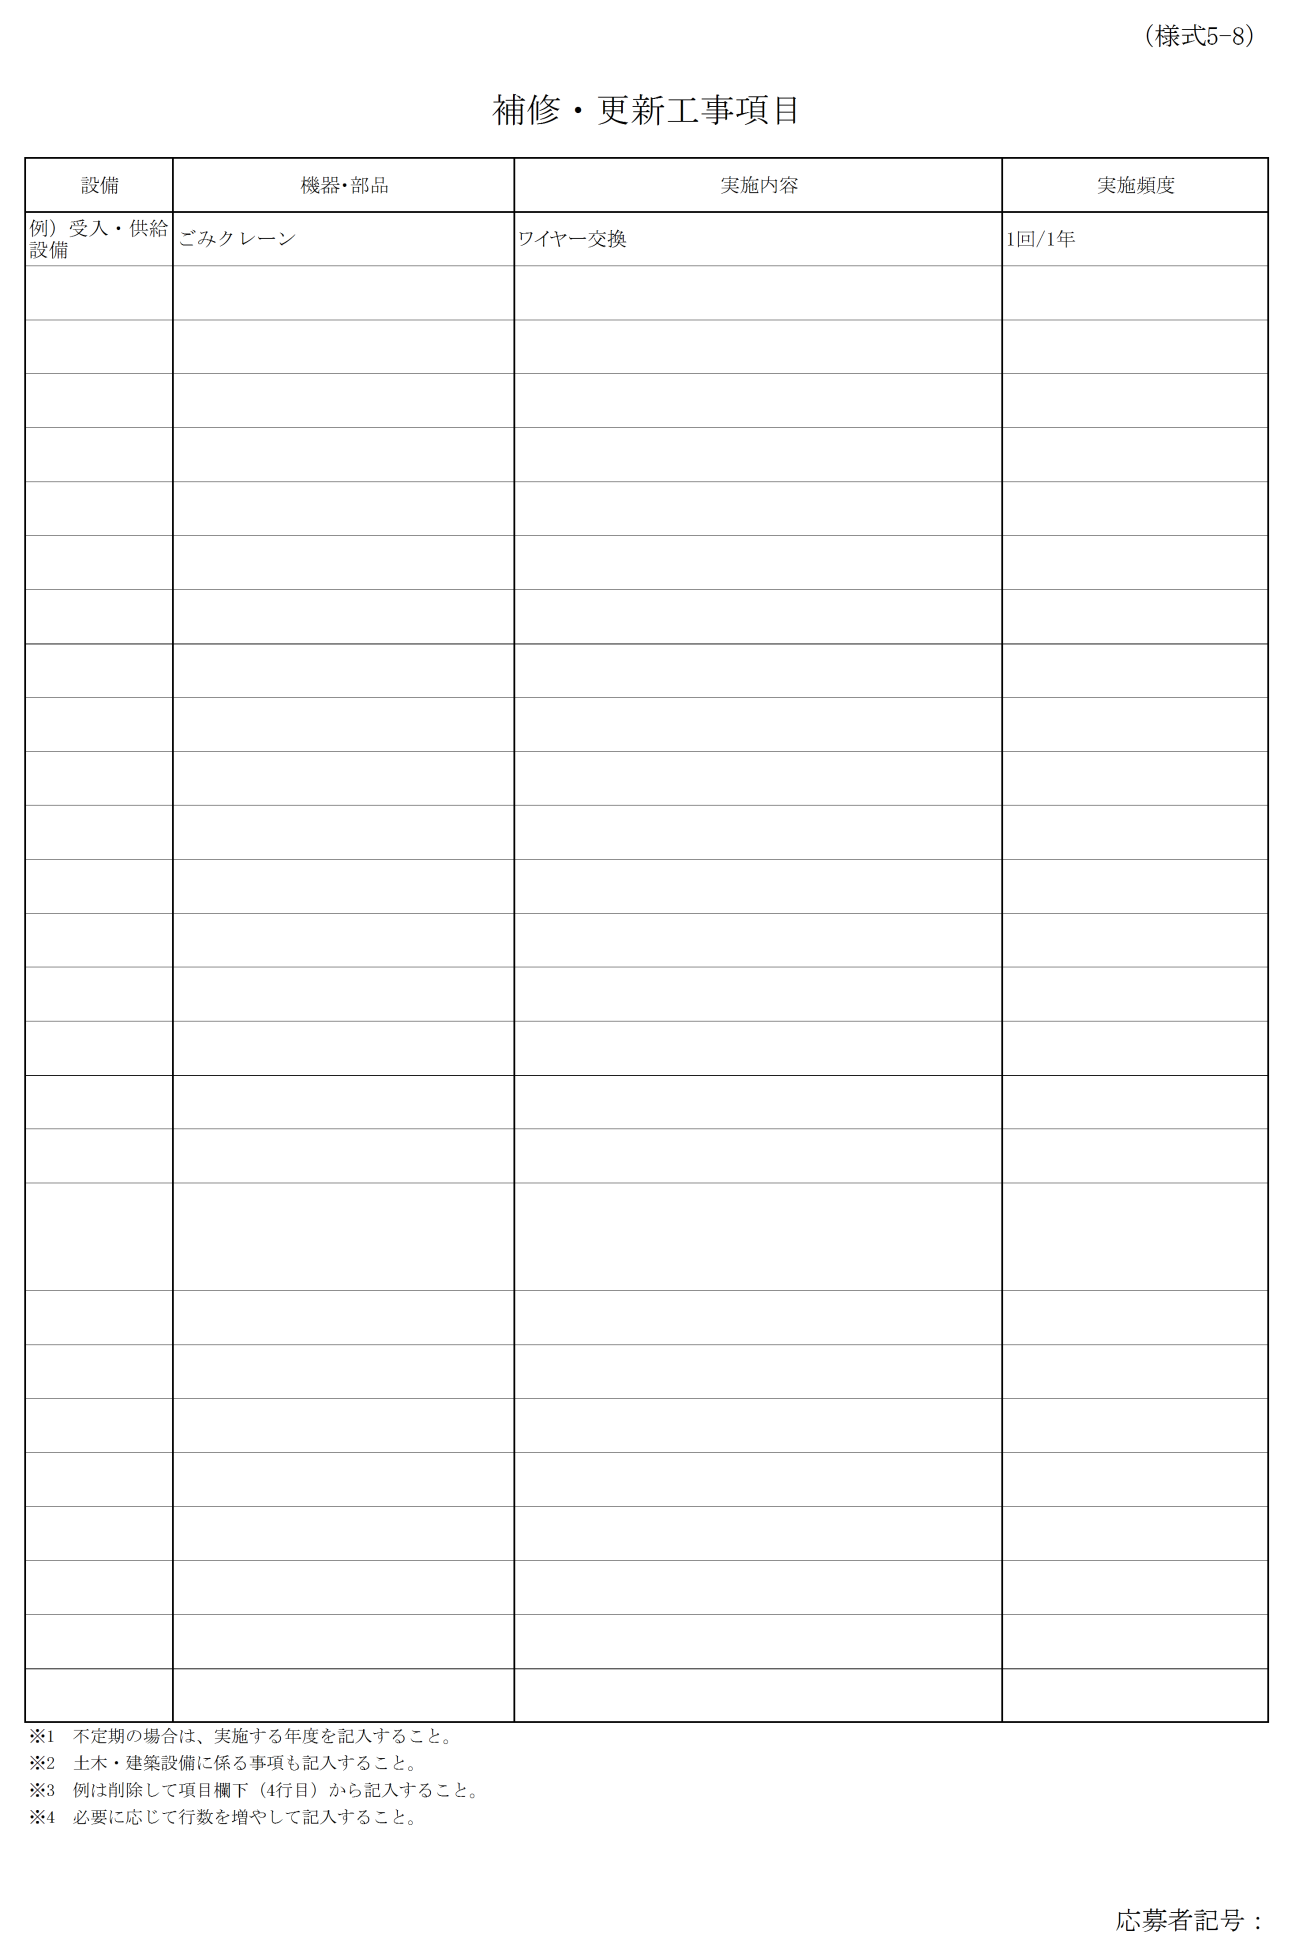 （様式5-8）
補修・更新工事項目
設備 機器・部品 実施内容 実施頻度
例）受入・供給
設備
ごみクレーン ワイヤー交換 1回/1年
※1　不定期の場合は、実施する年度を記入すること。
※2　土木・建築設備に係る事項も記入すること。
※3　例は削除して項目欄下（4行目）から記入すること。
※4　必要に応じて行数を増やして記入すること。
応募者記号：